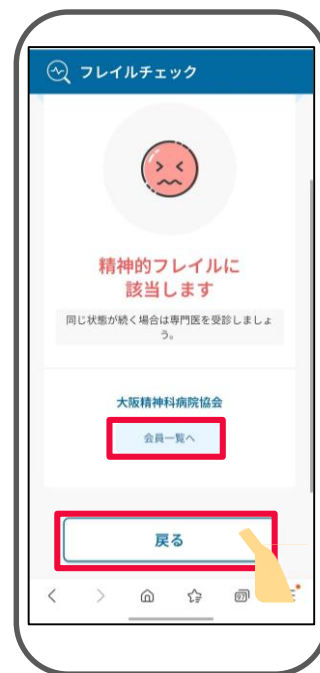 フレイルチェック
精神的フレイルに
該当します
同じ状態が続く場合は専門医を受診しましょ
う。
大阪精神科病院協会
会員一覧へ
戻る